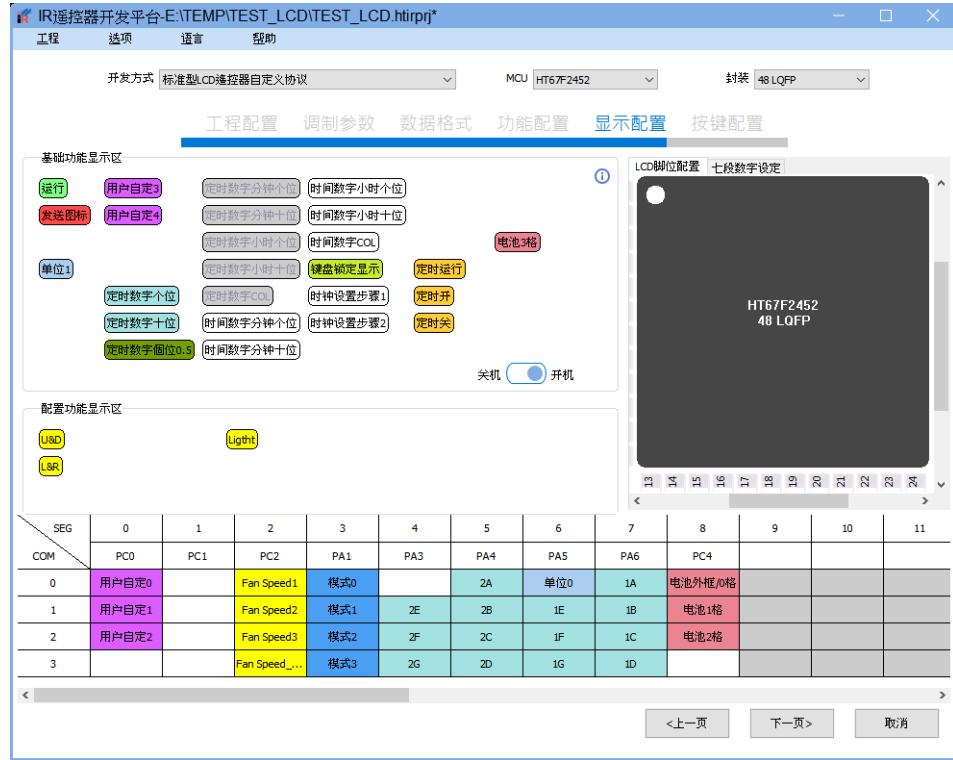 IR遥控器开发平台-E:\TEMP\TEST_LCD\TEST_LCD.htirprj*
工程 选项 语言 帮助
开发方式 标准型LCD遙控器自定义协议 MCU HT67F2452 封装 48 LQFP
工程配置 调制参数 数据格式 功能配置 显示配置 按键配置
基础功能显示区 LCD脚位配置 七段数字设定
运行 用户自定3 定时数字分钟个位 时间数字小时个位
发送图标 用户自定4 定时数字分钟十位 时间数字小时十位
定时数字小时个位 时间数字COL 电池3格
单位1 定时数字小时十位 键盘锁定显示 定时运行
定时数字个位 定时数字COL 时钟设置步骤1 定时开
定时数字十位 时间数字分钟个位 时钟设置步骤2 定时关
定时数字個位0.5 时间数字分钟十位
关机 开机
HT67F2452
48 LQFP
配置功能显示区
U&D Ligtht
L&R
13 14 15 16 17 18 19 20 21 22 23 24
SEG 0 1 2 3 4 5 6 7 8 9 10 11
COM PC0 PC1 PC2 PA1 PA3 PA4 PA5 PA6 PC4
0 用户自定0 Fan Speed1 模式0 2A 单位0 1A 电池外框/0格
1 用户自定1 Fan Speed2 模式1 2E 2B 1E 1B 电池1格
2 用户自定2 Fan Speed3 模式2 2F 2C 1F 1C 电池2格
3 Fan Speed_... 模式3 2G 2D 1G 1D
<上一页 下一页> 取消